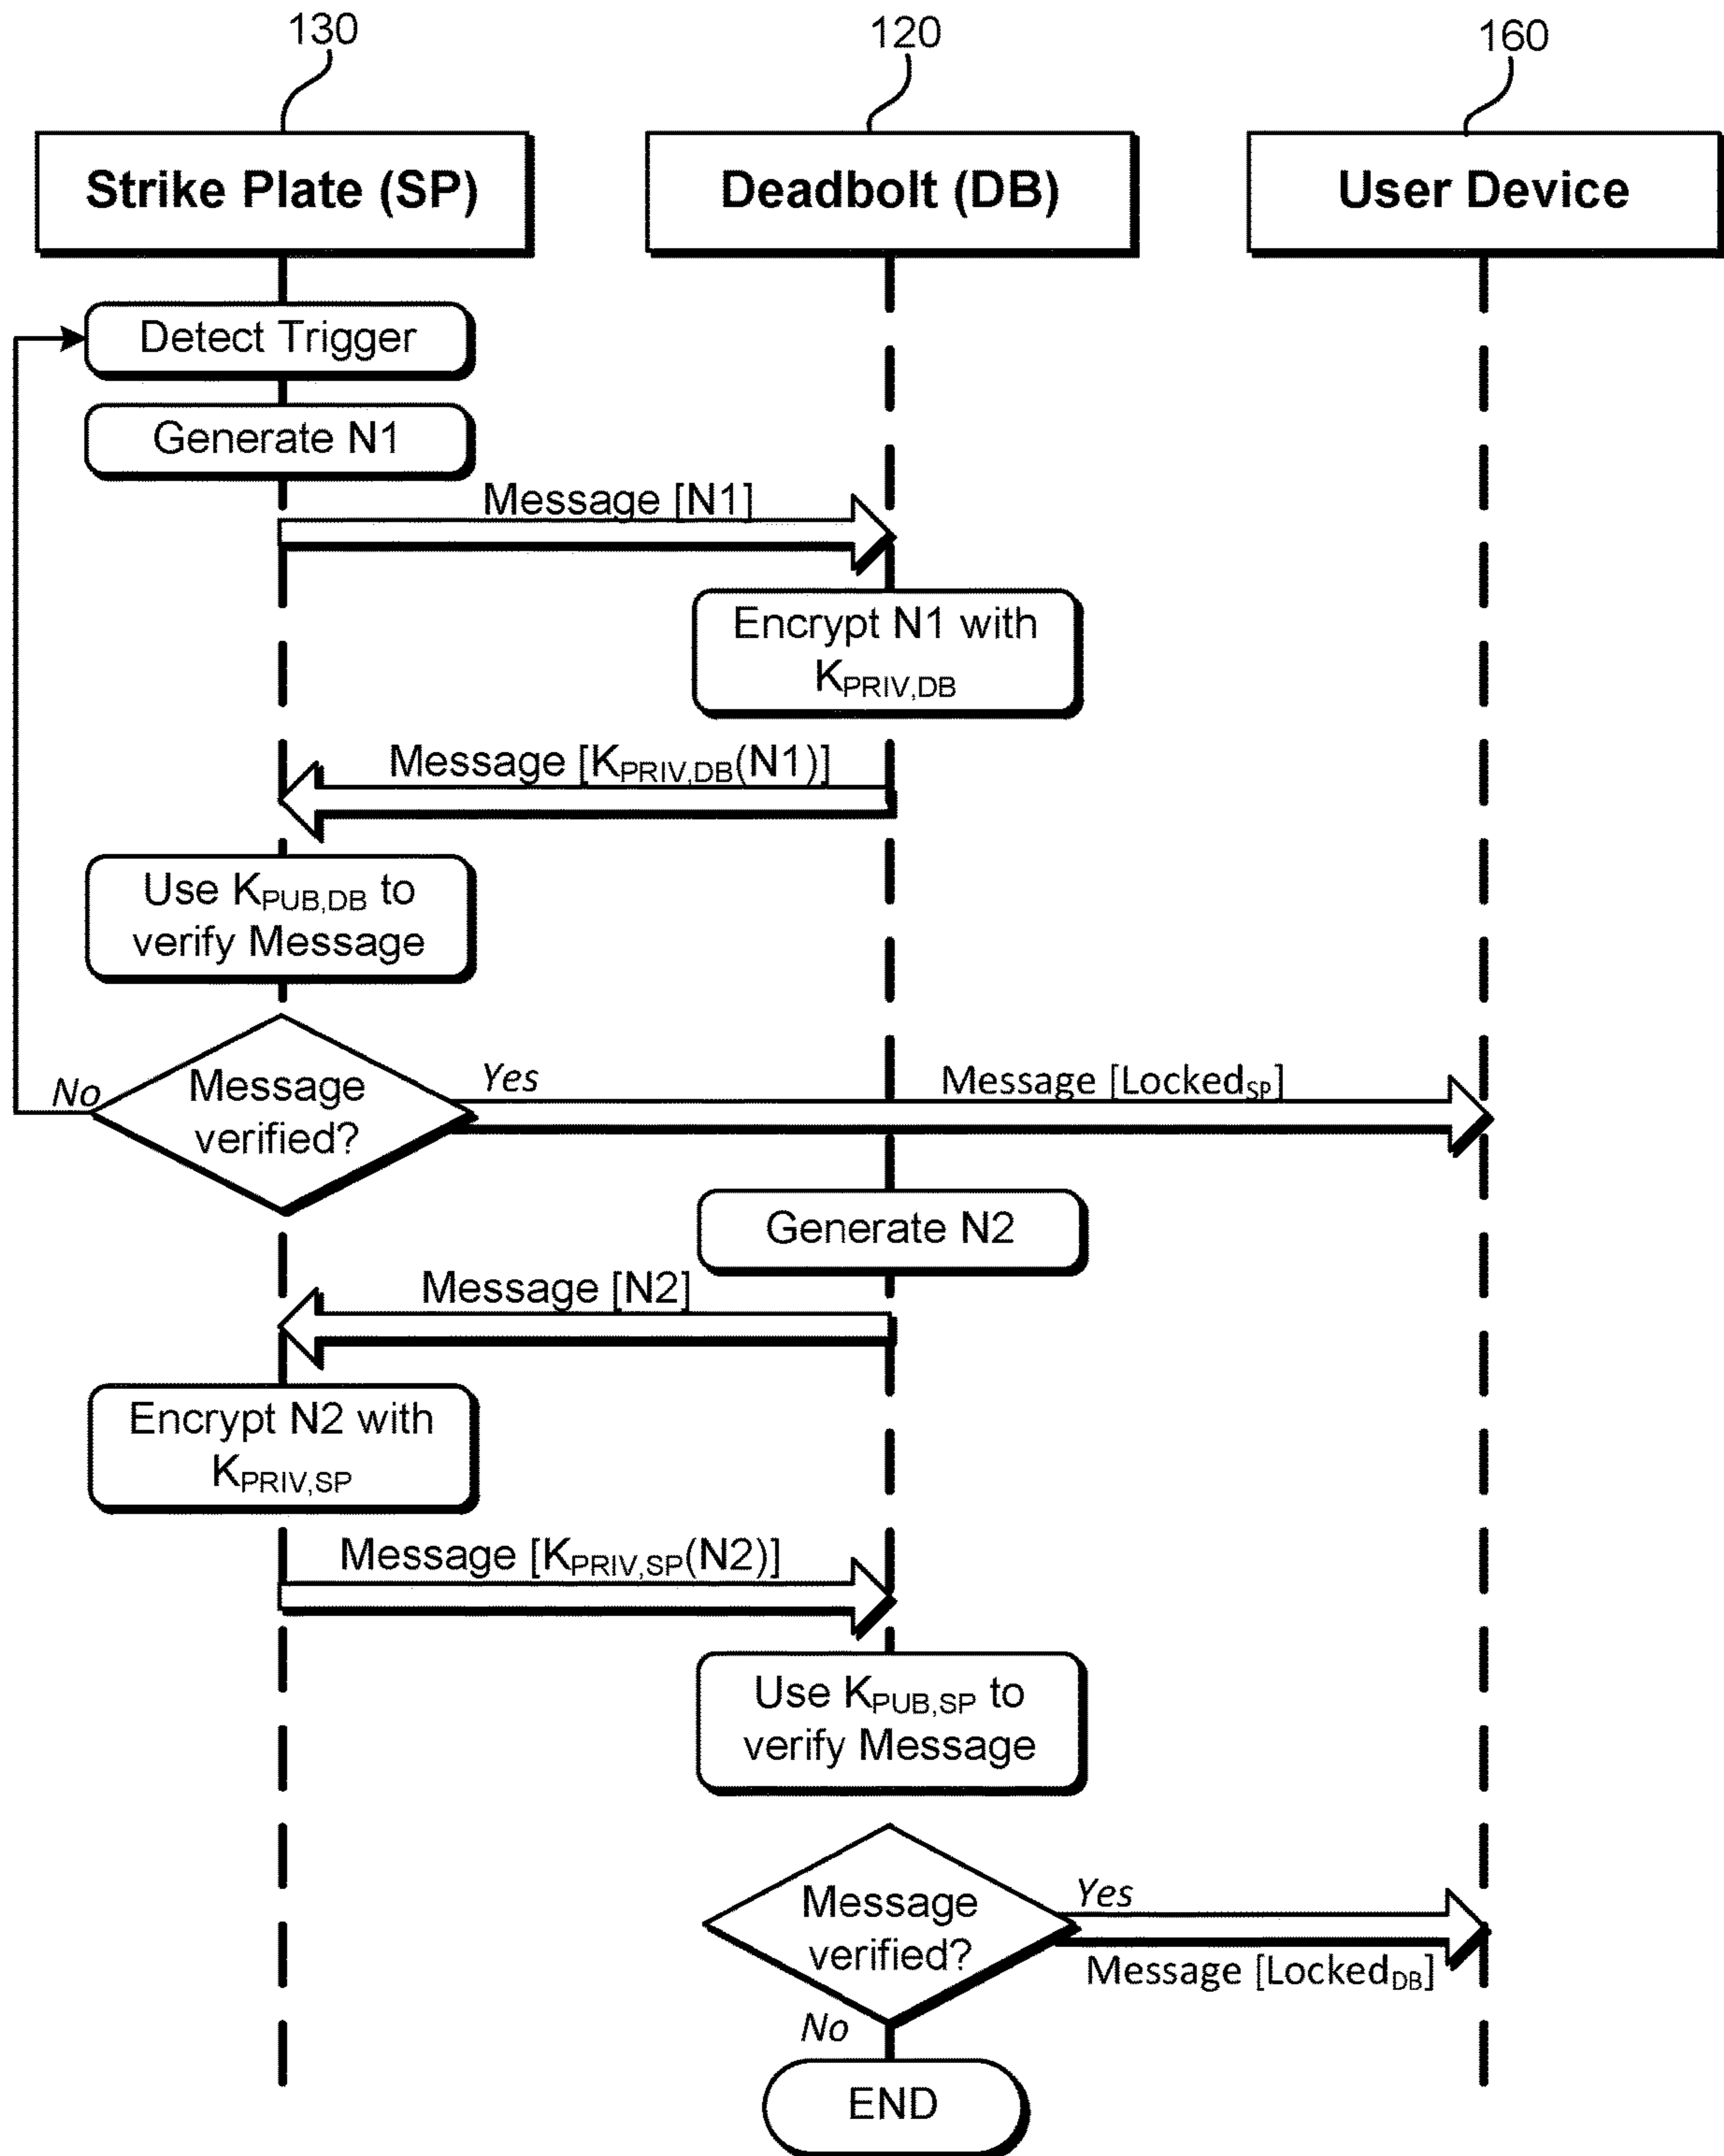 130
120
160
Strike Plate (SP)
Deadbolt (DB)
User Device
Detect Trigger
Generate N1
Message [N1]
Encrypt N1 with
KPRIV,DB
Message [KPRIV,DB(N1)]
Use KPUB,DB to
verify Message
No
Message
verified?
Yes
Message [LockedSP]
Generate N2
Message [N2]
Encrypt N2 with
KPRIV,SP
Message [KPRIV,SP(N2)]
Use KPUB,SP to
verify Message
Message
verified?
Yes
Message [LockedDB]
No
END